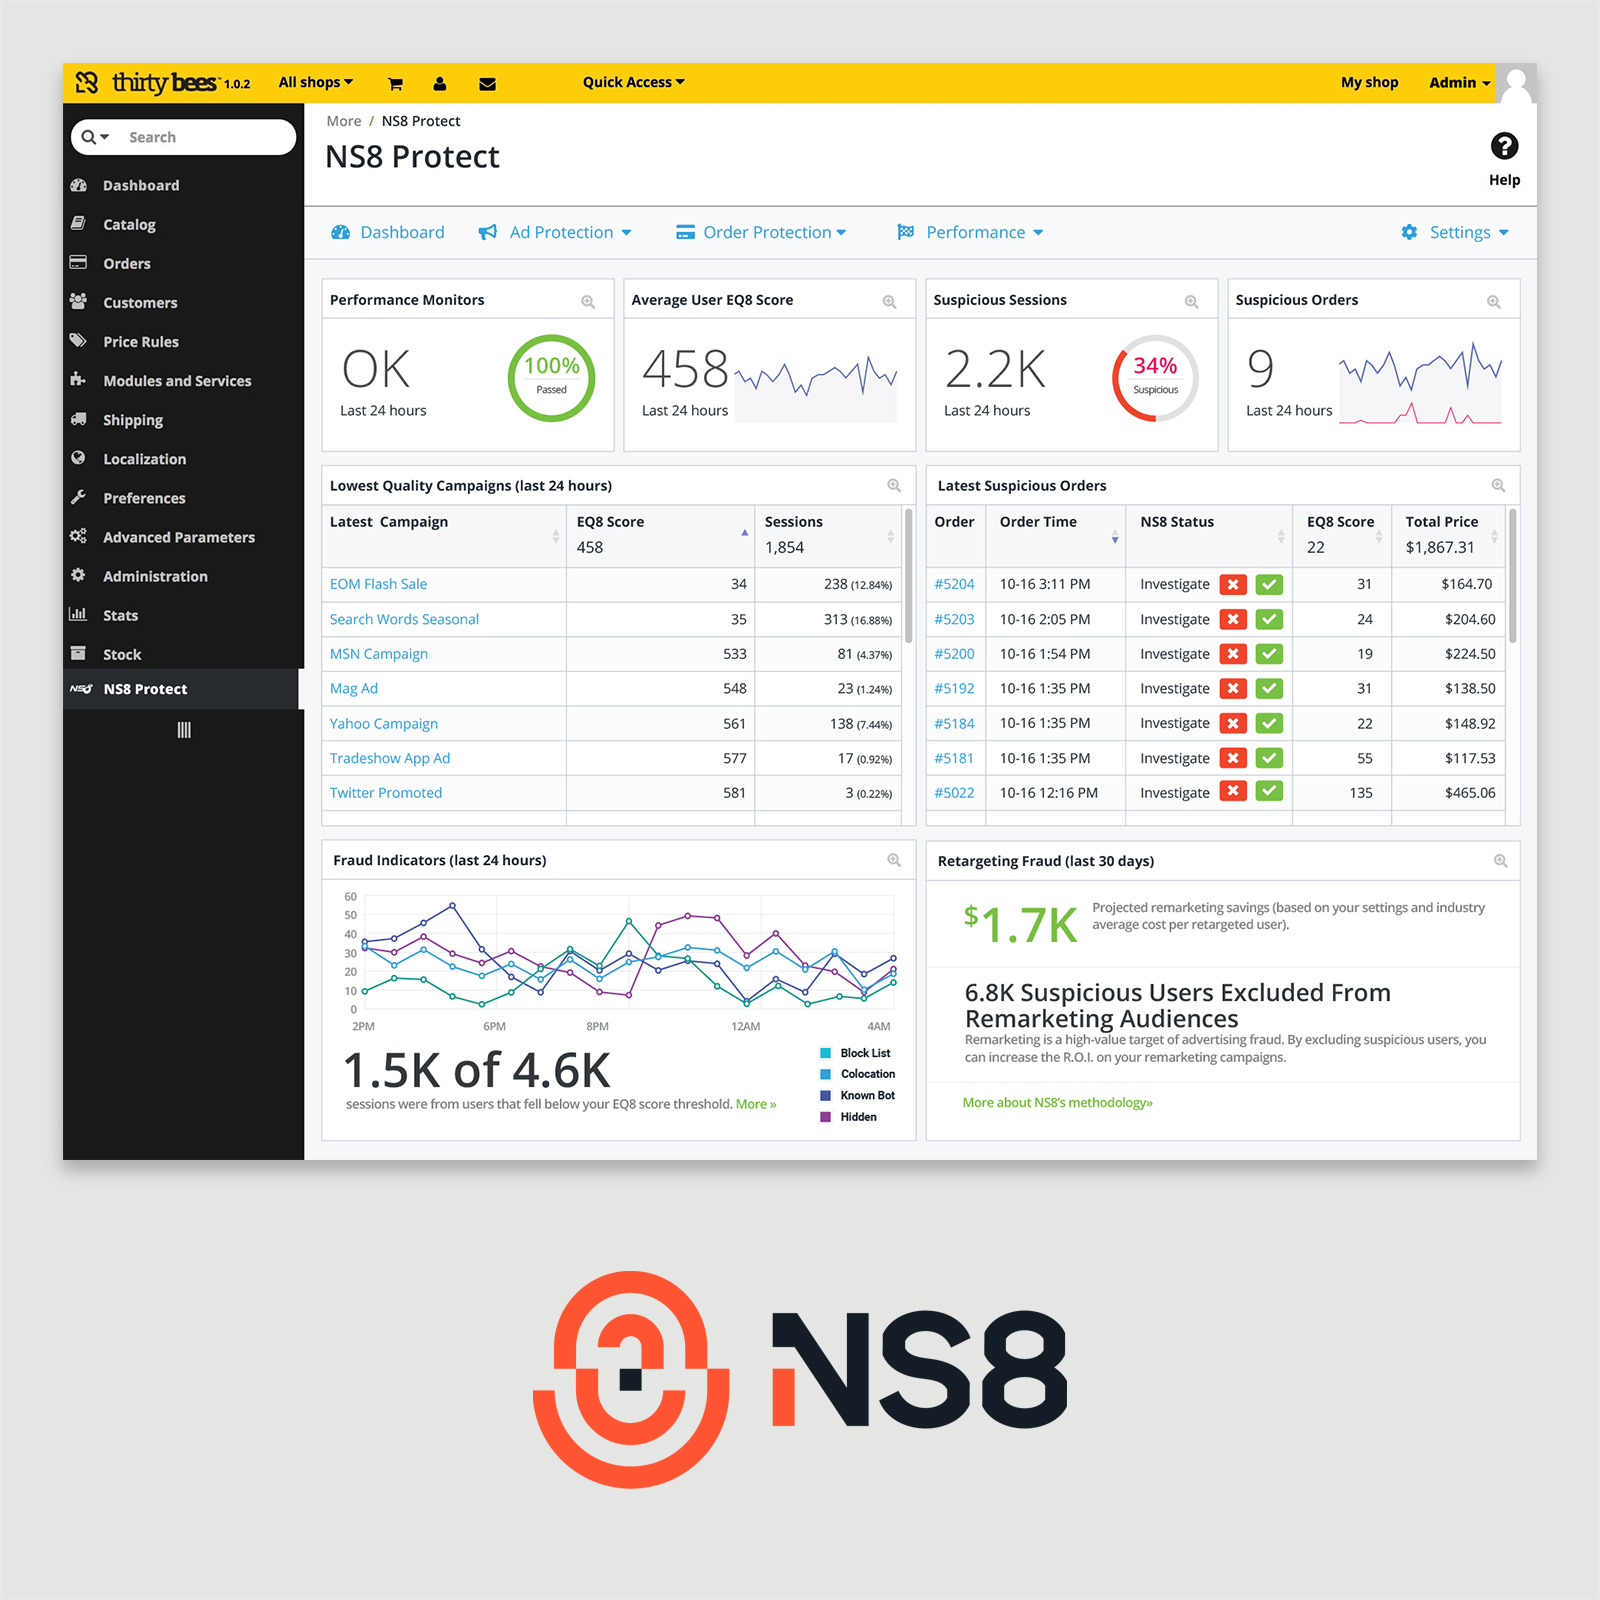 thirty bees 1.0.2 All shops Quick Access My shop Admin
Search
Dashboard
Catalog
Orders
Customers
Price Rules
Modules and Services
Shipping
Localization
Preferences
Advanced Parameters
Administration
Stats
Stock
NS8 NS8 Protect
More / NS8 Protect
NS8 Protect
Help
Dashboard Ad Protection Order Protection Performance Settings
Performance Monitors
OK
Last 24 hours
100%
Passed
Average User EQ8 Score
458
Last 24 hours
Suspicious Sessions
2.2K
Last 24 hours
34%
Suspicious
Suspicious Orders
9
Last 24 hours
Lowest Quality Campaigns (last 24 hours)
Latest Campaign EQ8 Score Sessions
458 1,854
EOM Flash Sale 34 238 (12.84%)
Search Words Seasonal 35 313 (16.88%)
MSN Campaign 533 81 (4.37%)
Mag Ad 548 23 (1.24%)
Yahoo Campaign 561 138 (7.44%)
Tradeshow App Ad 577 17 (0.92%)
Twitter Promoted 581 3 (0.22%)
Latest Suspicious Orders
Order Order Time NS8 Status EQ8 Score Total Price
22 $1,867.31
#5204 10-16 3:11 PM Investigate 31 $164.70
#5203 10-16 2:05 PM Investigate 24 $204.60
#5200 10-16 1:54 PM Investigate 19 $224.50
#5192 10-16 1:35 PM Investigate 31 $138.50
#5184 10-16 1:35 PM Investigate 22 $148.92
#5181 10-16 1:35 PM Investigate 55 $117.53
#5022 10-16 12:16 PM Investigate 135 $465.06
Fraud Indicators (last 24 hours)
60
50
40
30
20
10
0
2PM 6PM 8PM 12AM 4AM
1.5K of 4.6K
sessions were from users that fell below your EQ8 score threshold. More »
Block List
Colocation
Known Bot
Hidden
Retargeting Fraud (last 30 days)
$1.7K
Projected remarketing savings (based on your settings and industry
average cost per retargeted user).
6.8K Suspicious Users Excluded From
Remarketing Audiences
Remarketing is a high-value target of advertising fraud. By excluding suspicious users, you
can increase the R.O.I. on your remarketing campaigns.
More about NS8's methodology»
NS8